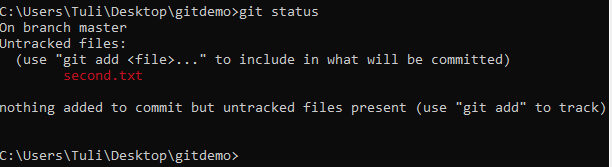 C:\Users\Tuli\Desktop\gitdemo>git status
On branch master
Untracked files:
  (use "git add <file>..." to include in what will be committed)
        second.txt
nothing added to commit but untracked files present (use "git add" to track)
C:\Users\Tuli\Desktop\gitdemo>